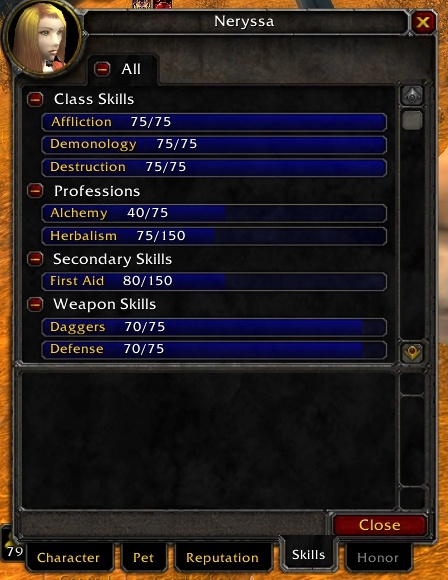 Neryssa
All
Class Skills
Affliction 75/75
Demonology 75/75
Destruction 75/75
Professions
Alchemy 40/75
Herbalism 75/150
Secondary Skills
First Aid 80/150
Weapon Skills
Daggers 70/75
Defense 70/75
Close
79
Character
Pet
Reputation
Skills
Honor